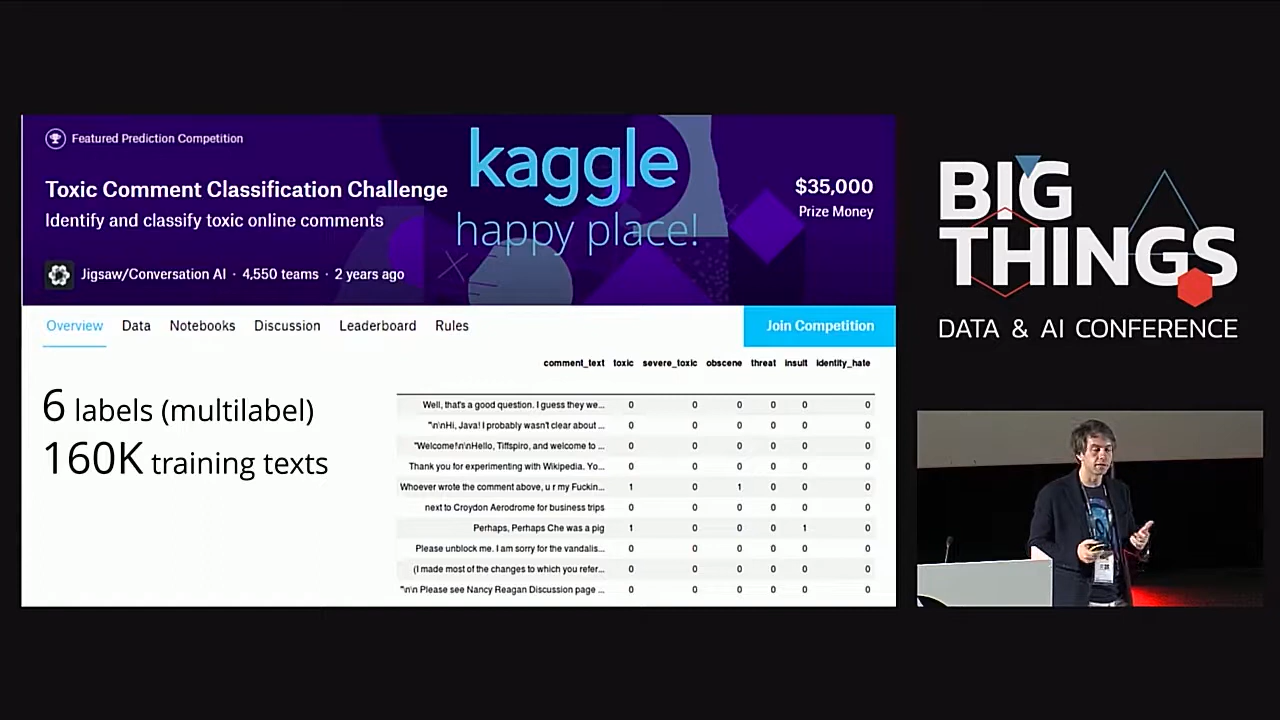 Featured Prediction Competition
Toxic Comment Classification Challenge
Identify and classify toxic online comments
Jigsaw/Conversation AI · 4,550 teams · 2 years ago
kaggle
happy place!
$35,000
Prize Money
Overview Data Notebooks Discussion Leaderboard Rules
Join Competition
6 labels (multilabel)
160K training texts
comment_text toxic severe_toxic obscene threat insult identity_hate
Well, that's a good question. I guess they we... 0 0 0 0 0 0
"\n\nHi, Java! I probably wasn't clear about ... 0 0 0 0 0 0
"Welcome!\n\nHello, Tiffspiro, and welcome to ... 0 0 0 0 0 0
Thank you for experimenting with Wikipedia. Yo... 0 0 0 0 0 0
Whoever wrote the comment above, u r my Fuckin... 1 0 1 0 0 0
next to Croydon Aerodrome for business trips 0 0 0 0 0 0
Perhaps, Perhaps Che was a pig 1 0 0 0 1 0
Please unblock me. I am sorry for the vandalis... 0 0 0 0 0 0
(I made most of the changes to which you refer... 0 0 0 0 0 0
"\n\n Please see Nancy Reagan Discussion page ... 0 0 0 0 0 0
BIG
THINGS
DATA & AI CONFERENCE